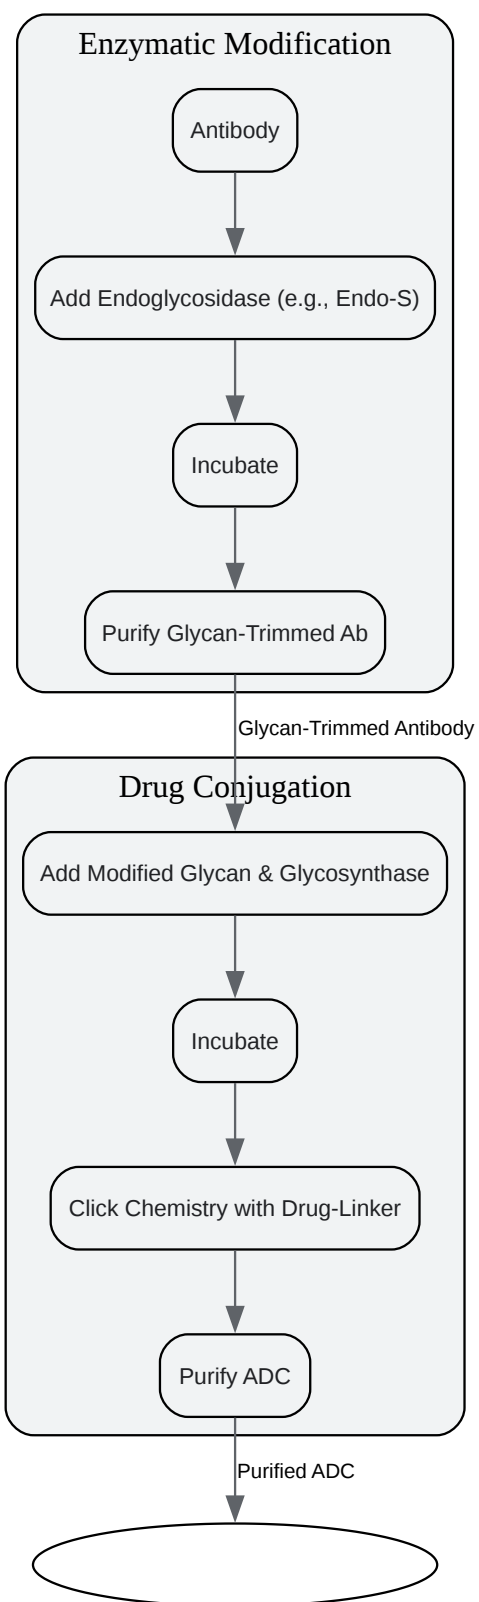 Enzymatic Modification
Antibody
Add Endoglycosidase (e.g., Endo-S)
Incubate
Purify Glycan-Trimmed Ab
Glycan-Trimmed Antibody
Drug Conjugation
Add Modified Glycan & Glycosynthase
Incubate
Click Chemistry with Drug-Linker
Purify ADC
Purified ADC